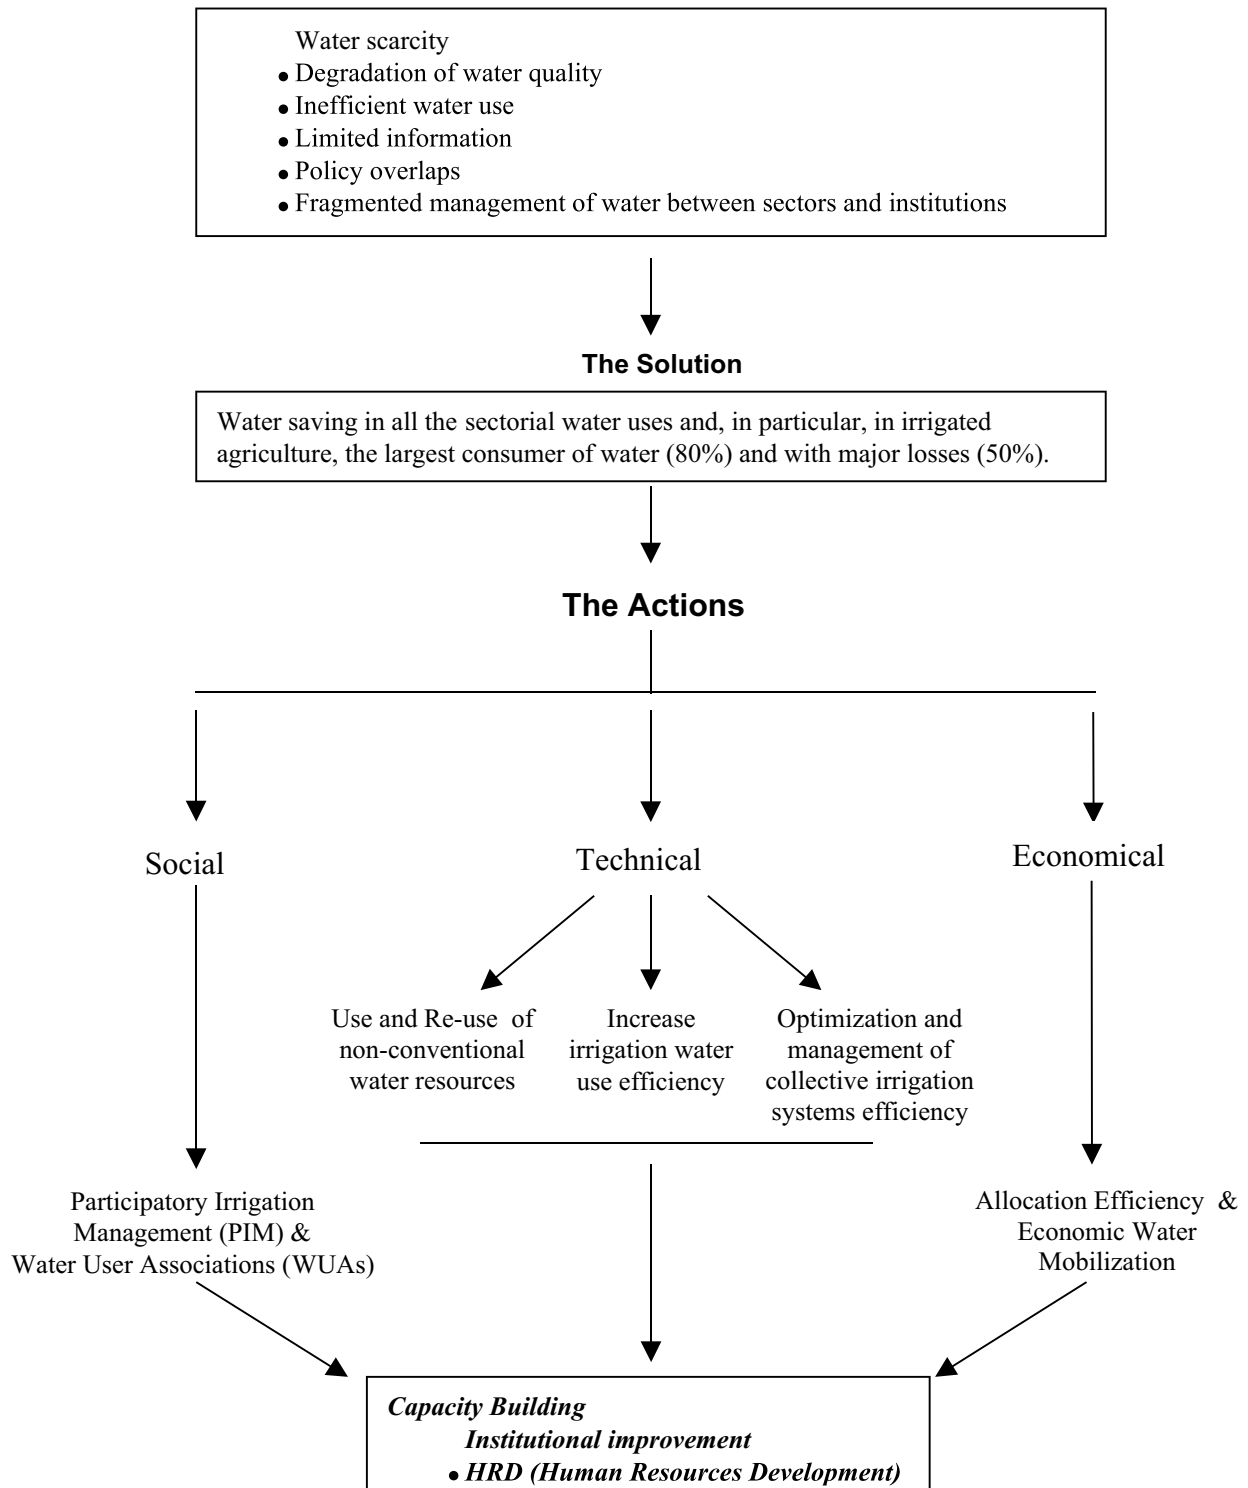 Water scarcity
● Degradation of water quality
● Inefficient water use
● Limited information
● Policy overlaps
● Fragmented management of water between sectors and institutions
The Solution
Water saving in all the sectorial water uses and, in particular, in irrigated
agriculture, the largest consumer of water (80%) and with major losses (50%).
The Actions
Social
Technical
Economical
Use and Re-use of
non-conventional
water resources
Increase
irrigation water
use efficiency
Optimization and
management of
collective irrigation
systems efficiency
Participatory Irrigation
Management (PIM) &
Water User Associations (WUAs)
Allocation Efficiency &
Economic Water
Mobilization
Capacity Building
Institutional improvement
● HRD (Human Resources Development)